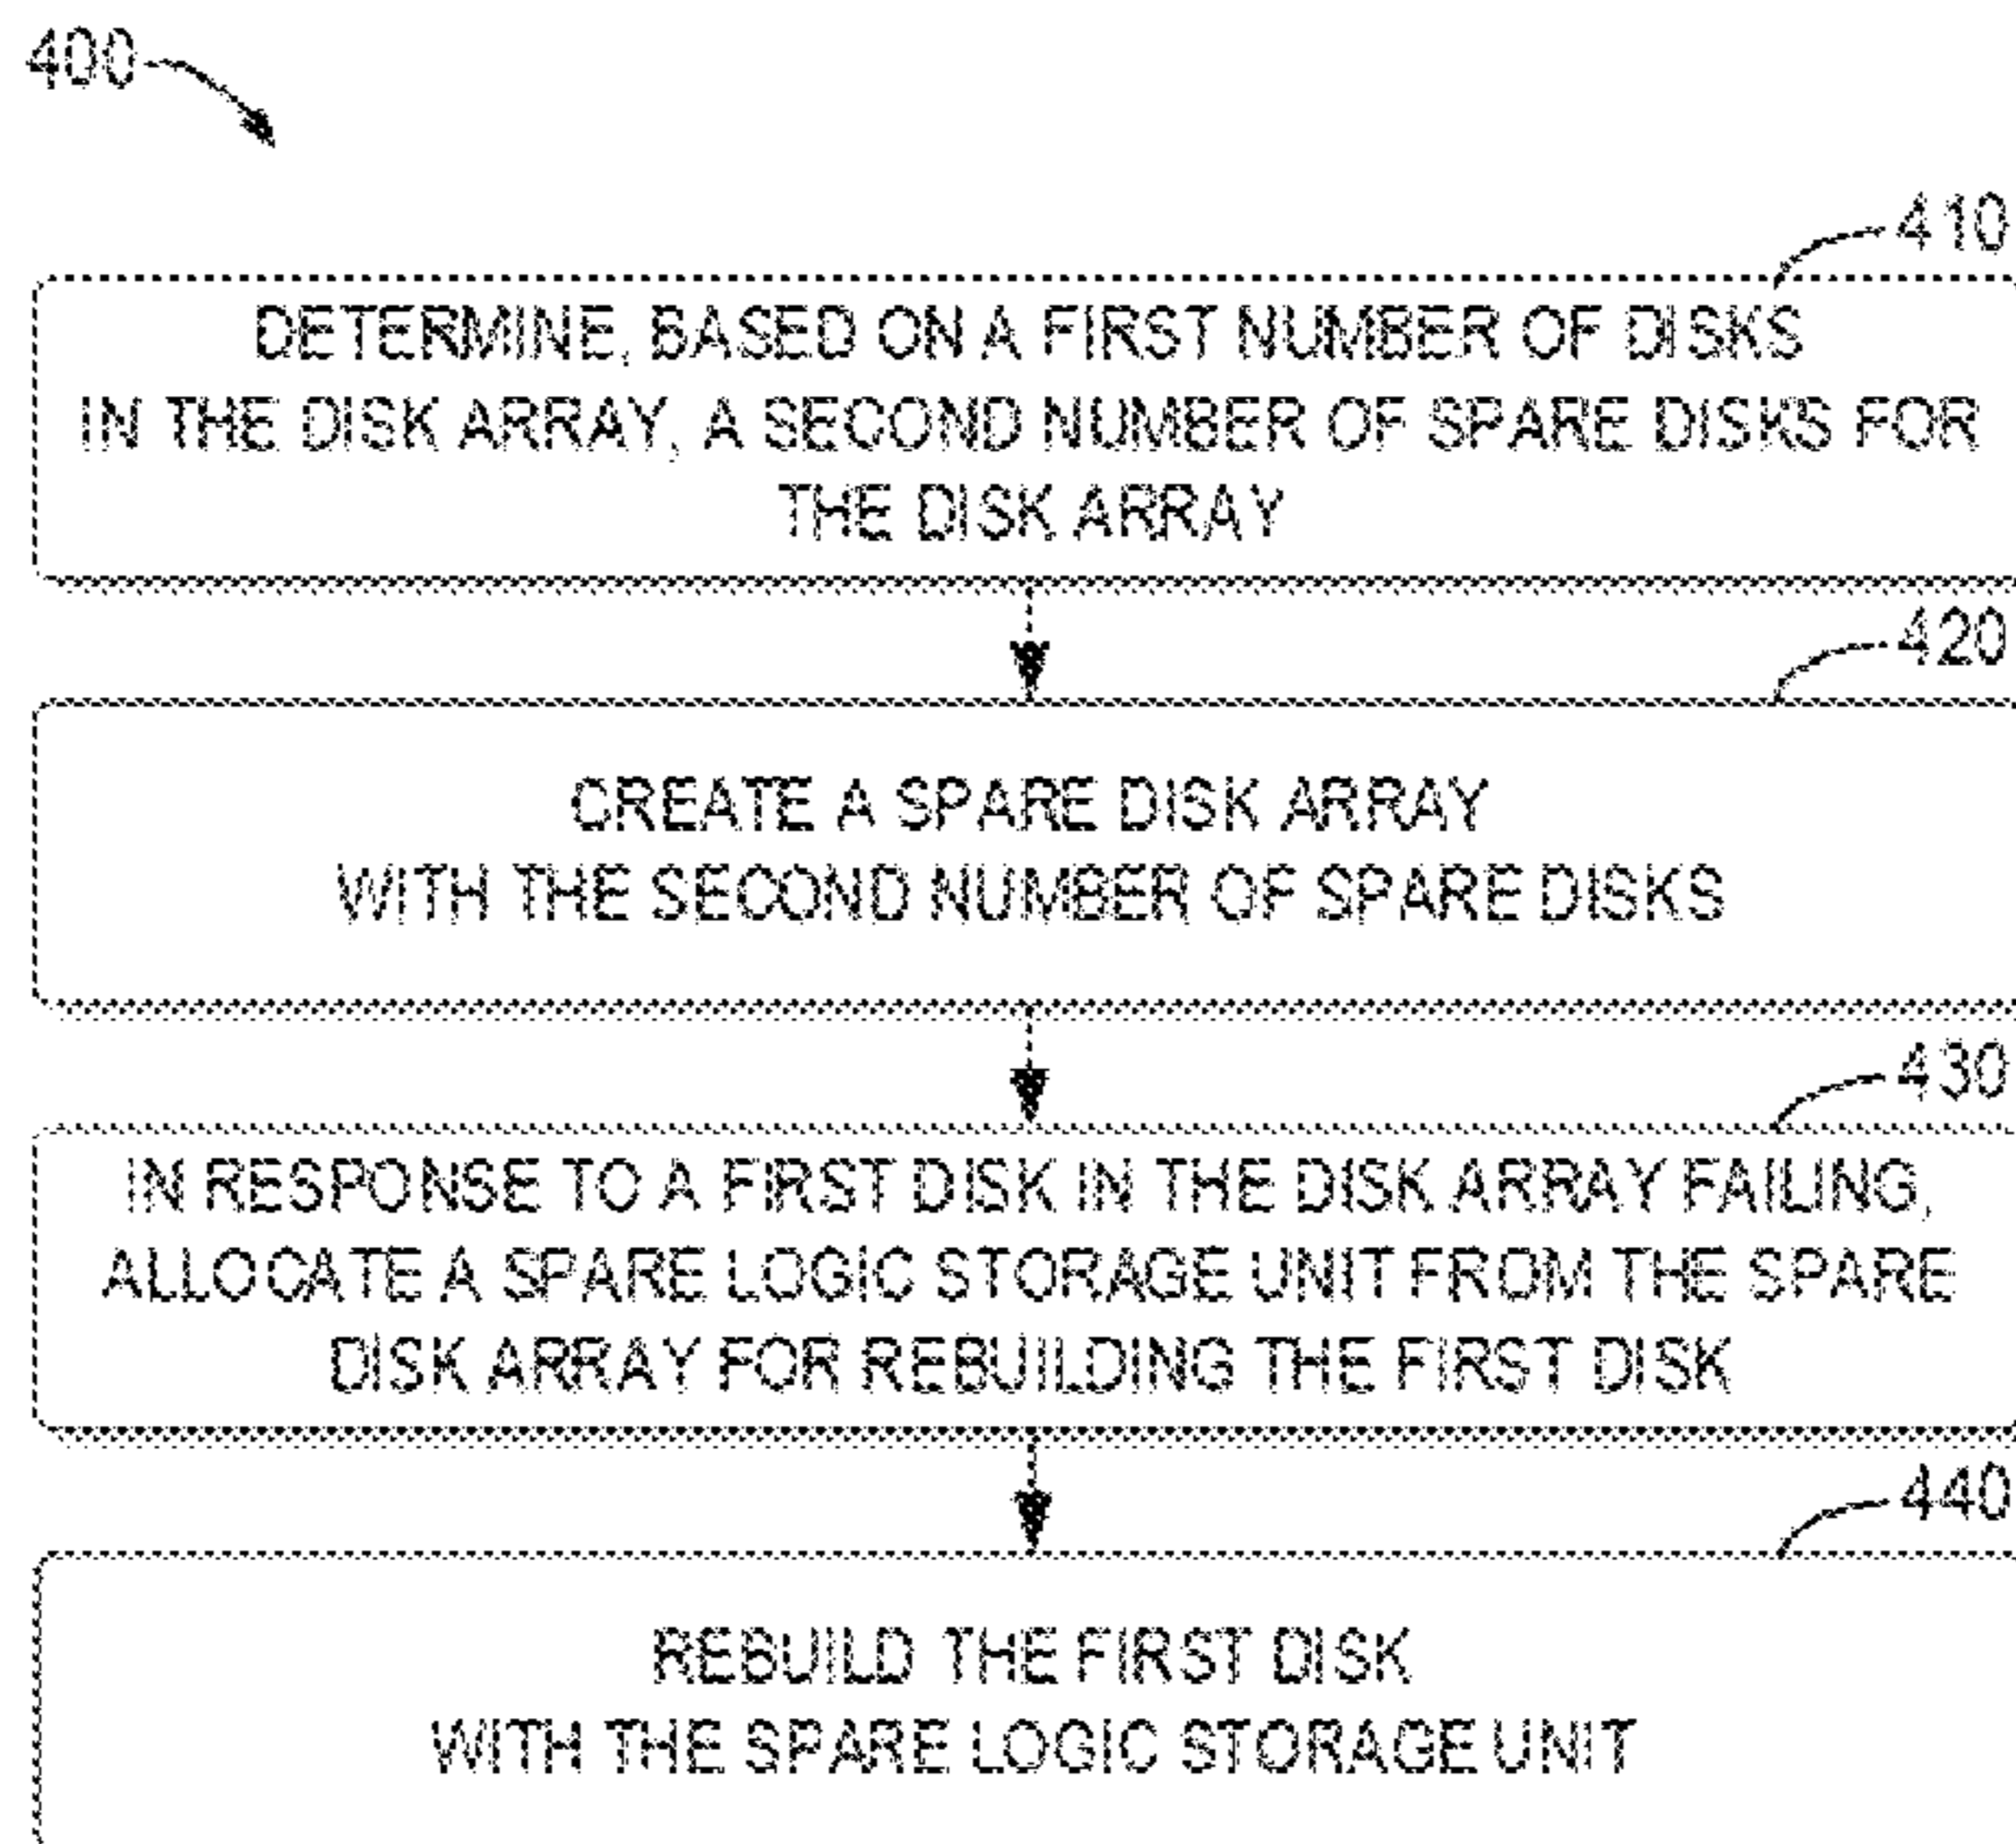 400
410
DETERMINE, BASED ON A FIRST NUMBER OF DISKS
IN THE DISK ARRAY, A SECOND NUMBER OF SPARE DISKS FOR
THE DISK ARRAY
420
CREATE A SPARE DISK ARRAY
WITH THE SECOND NUMBER OF SPARE DISKS
430
IN RESPONSE TO A FIRST DISK IN THE DISK ARRAY FAILING,
ALLOCATE A SPARE LOGIC STORAGE UNIT FROM THE SPARE
DISK ARRAY FOR REBUILDING THE FIRST DISK
440
REBUILD THE FIRST DISK
WITH THE SPARE LOGIC STORAGE UNIT